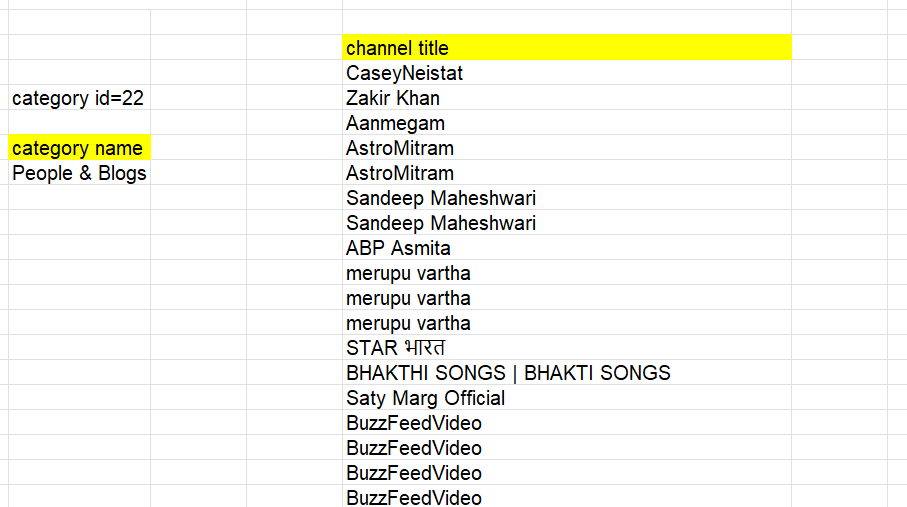 channel title
CaseyNeistat
category id=22
Zakir Khan
Aanmegam
category name
AstroMitram
People & Blogs
AstroMitram
Sandeep Maheshwari
Sandeep Maheshwari
ABP Asmita
merupu vartha
merupu vartha
merupu vartha
STAR भारत
BHAKTHI SONGS | BHAKTI SONGS
Saty Marg Official
BuzzFeedVideo
BuzzFeedVideo
BuzzFeedVideo
BuzzFeedVideo